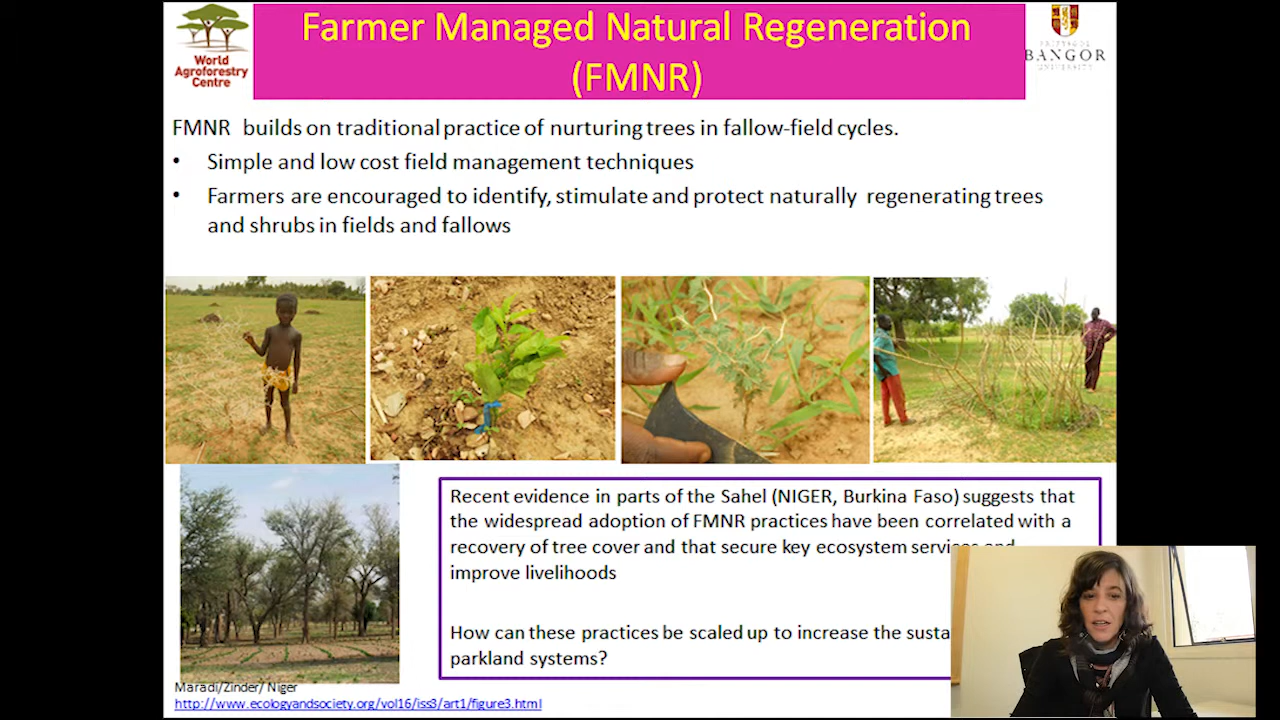 World
Agroforestry
Centre
Farmer Managed Natural Regeneration
(FMNR)
PRIFYSGOL
BANGOR
UNIVERSITY
FMNR builds on traditional practice of nurturing trees in fallow-field cycles.
• Simple and low cost field management techniques
• Farmers are encouraged to identify, stimulate and protect naturally regenerating trees
and shrubs in fields and fallows
Recent evidence in parts of the Sahel (NIGER, Burkina Faso) suggests that
the widespread adoption of FMNR practices have been correlated with a
recovery of tree cover and that secure key ecosystem services and
improve livelihoods
How can these practices be scaled up to increase the susta
parkland systems?
Maradi/Zinder/ Niger
http://www.ecologyandsociety.org/vol16/iss3/art1/figure3.html